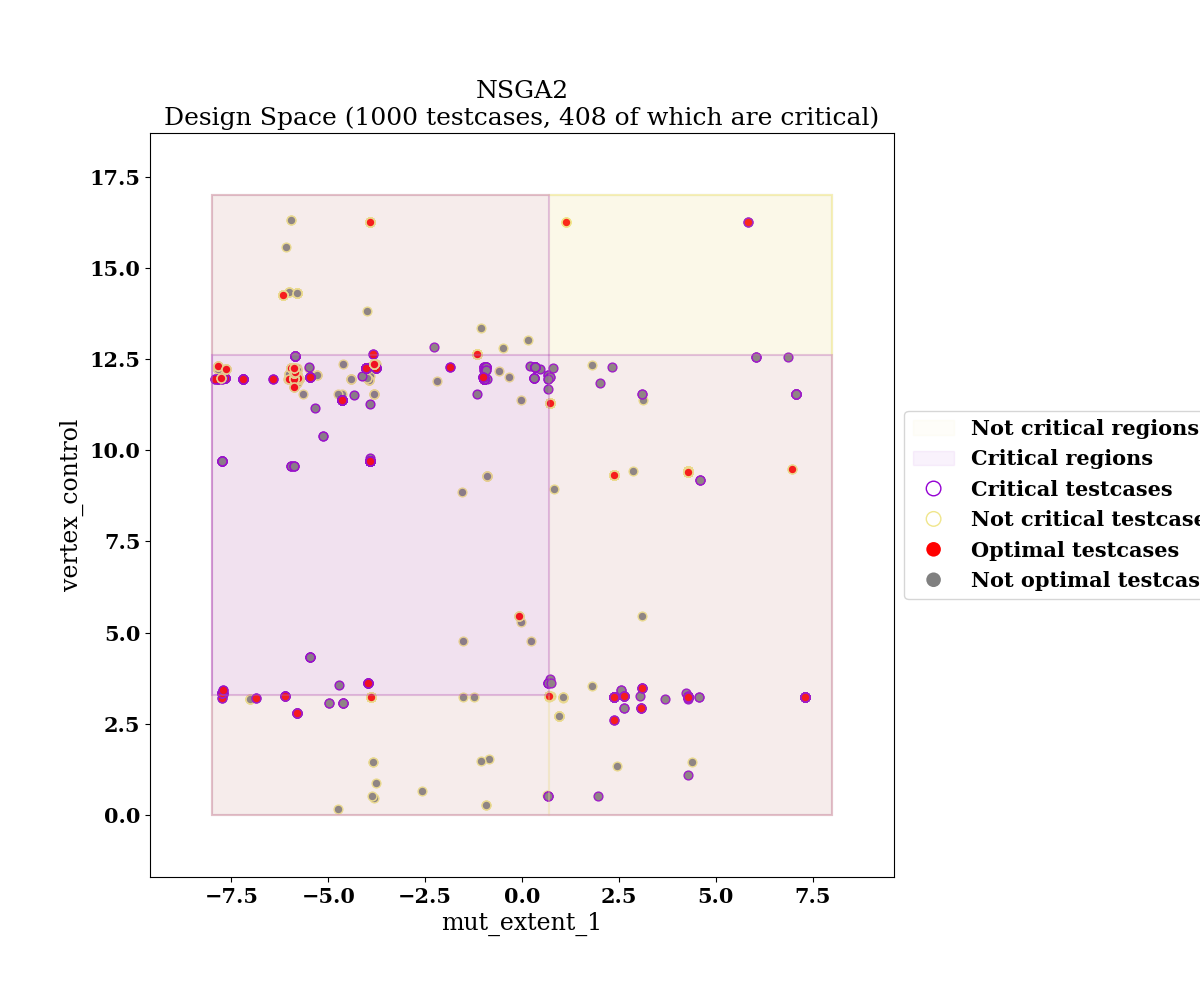 NSGA2
Design Space (1000 testcases, 408 of which are critical)
17.5
15.0
12.5
10.0
7.5
5.0
2.5
0.0
vertex_control
−7.5
−5.0
−2.5
0.0
2.5
5.0
7.5
mut_extent_1
Not critical regions
Critical regions
Critical testcases
Not critical testcase
Optimal testcases
Not optimal testcas